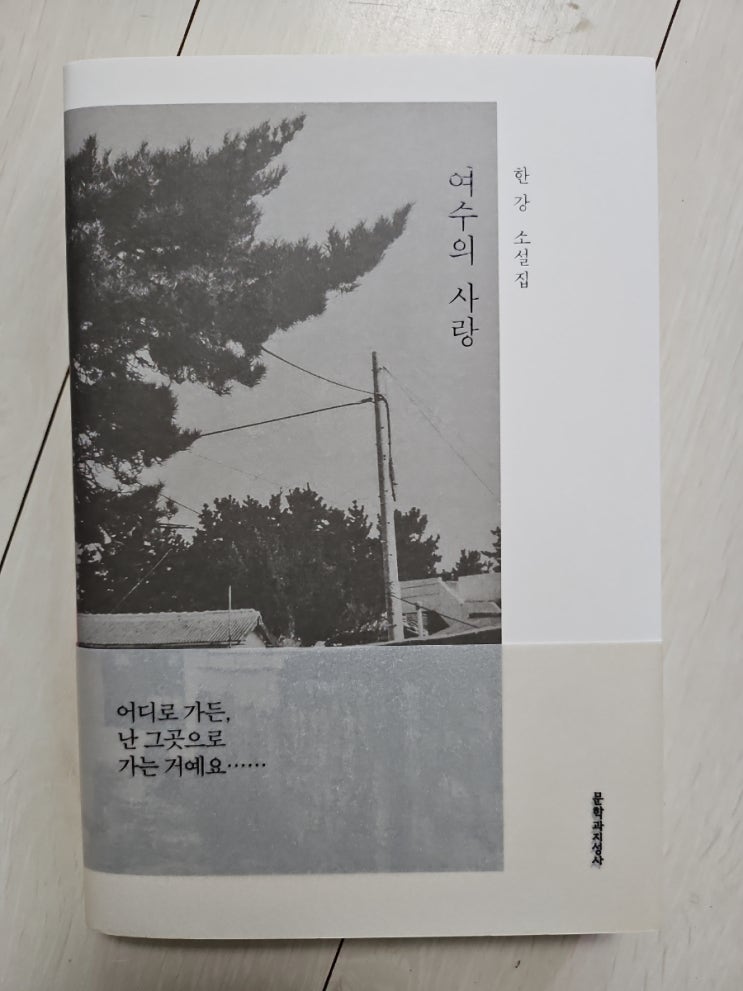 여수의 사랑
한강 소설집
어디로 가든,
난 그곳으로
가는 거예요……
문학과지성사